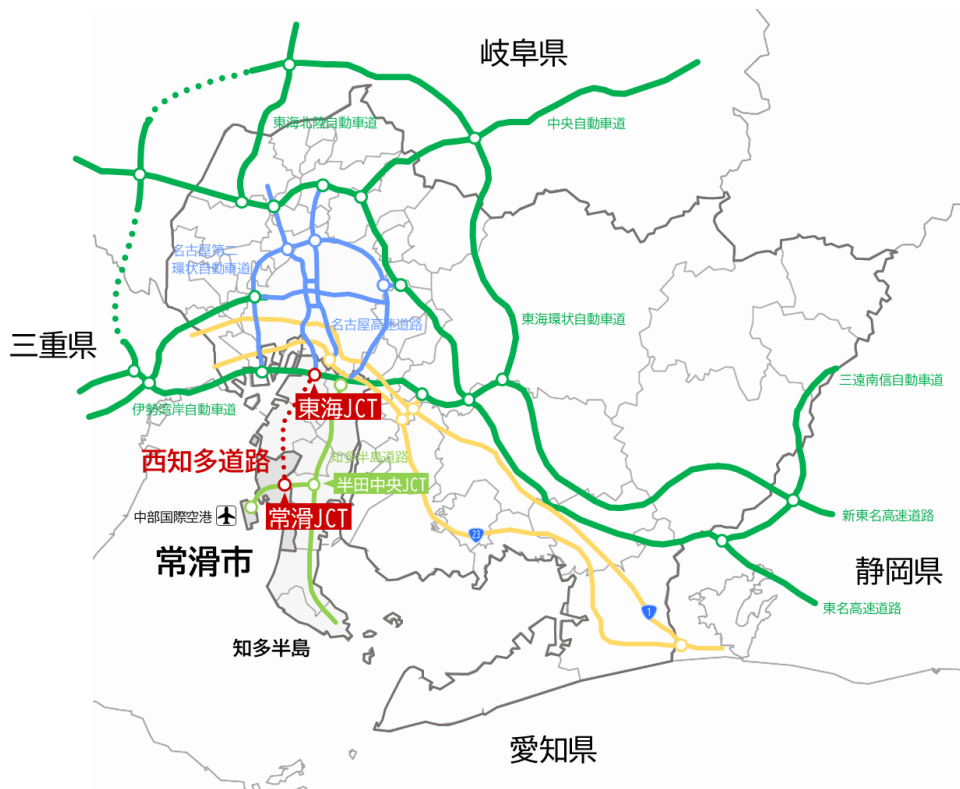 岐阜県
東海北陸自動車道
中央自動車道
名古屋第二
環状自動車道
東海環状自動車道
名古屋高速道路
三重県
三遠南信自動車道
伊勢湾岸自動車道
東海JCT
西知多道路
知多半島道路
半田中央JCT
中部国際空港
常滑JCT
新東名高速道路
23
常滑市
静岡県
1
東名高速道路
知多半島
愛知県